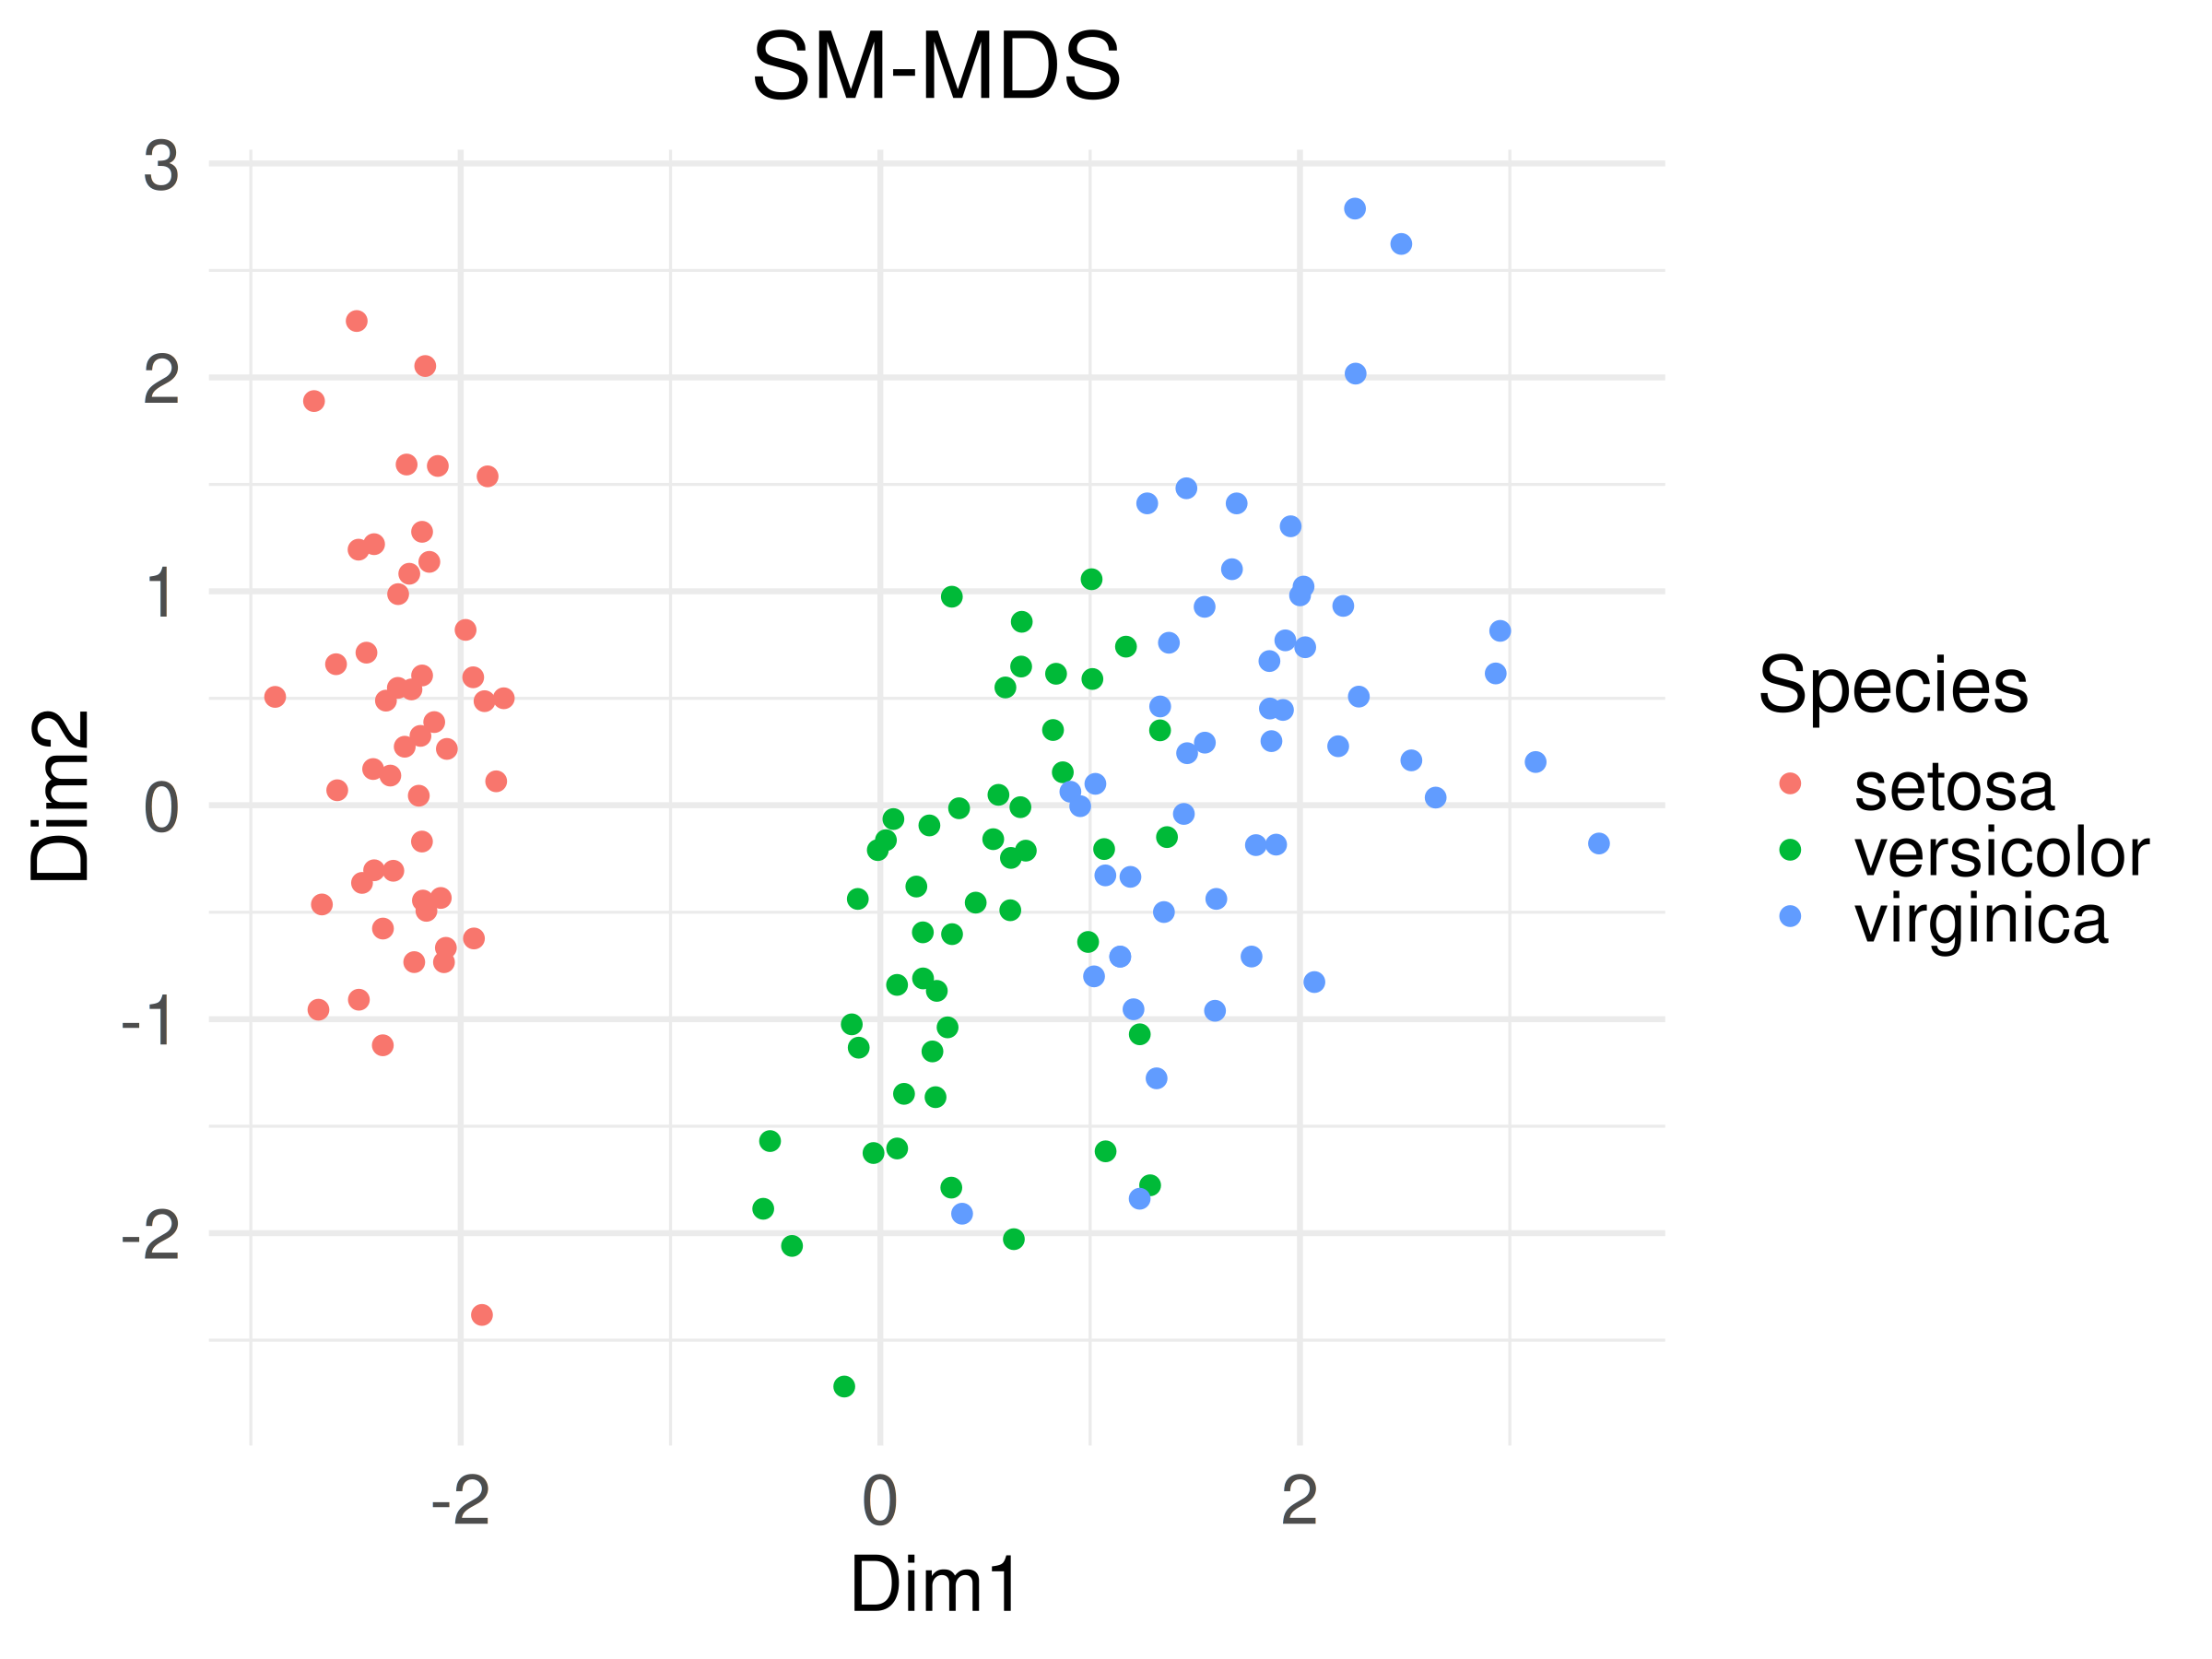 SM-MDS
3
2
1
0
-1
-2
Dim2
-2 0 2
Dim1
Species
setosa
versicolor
virginica